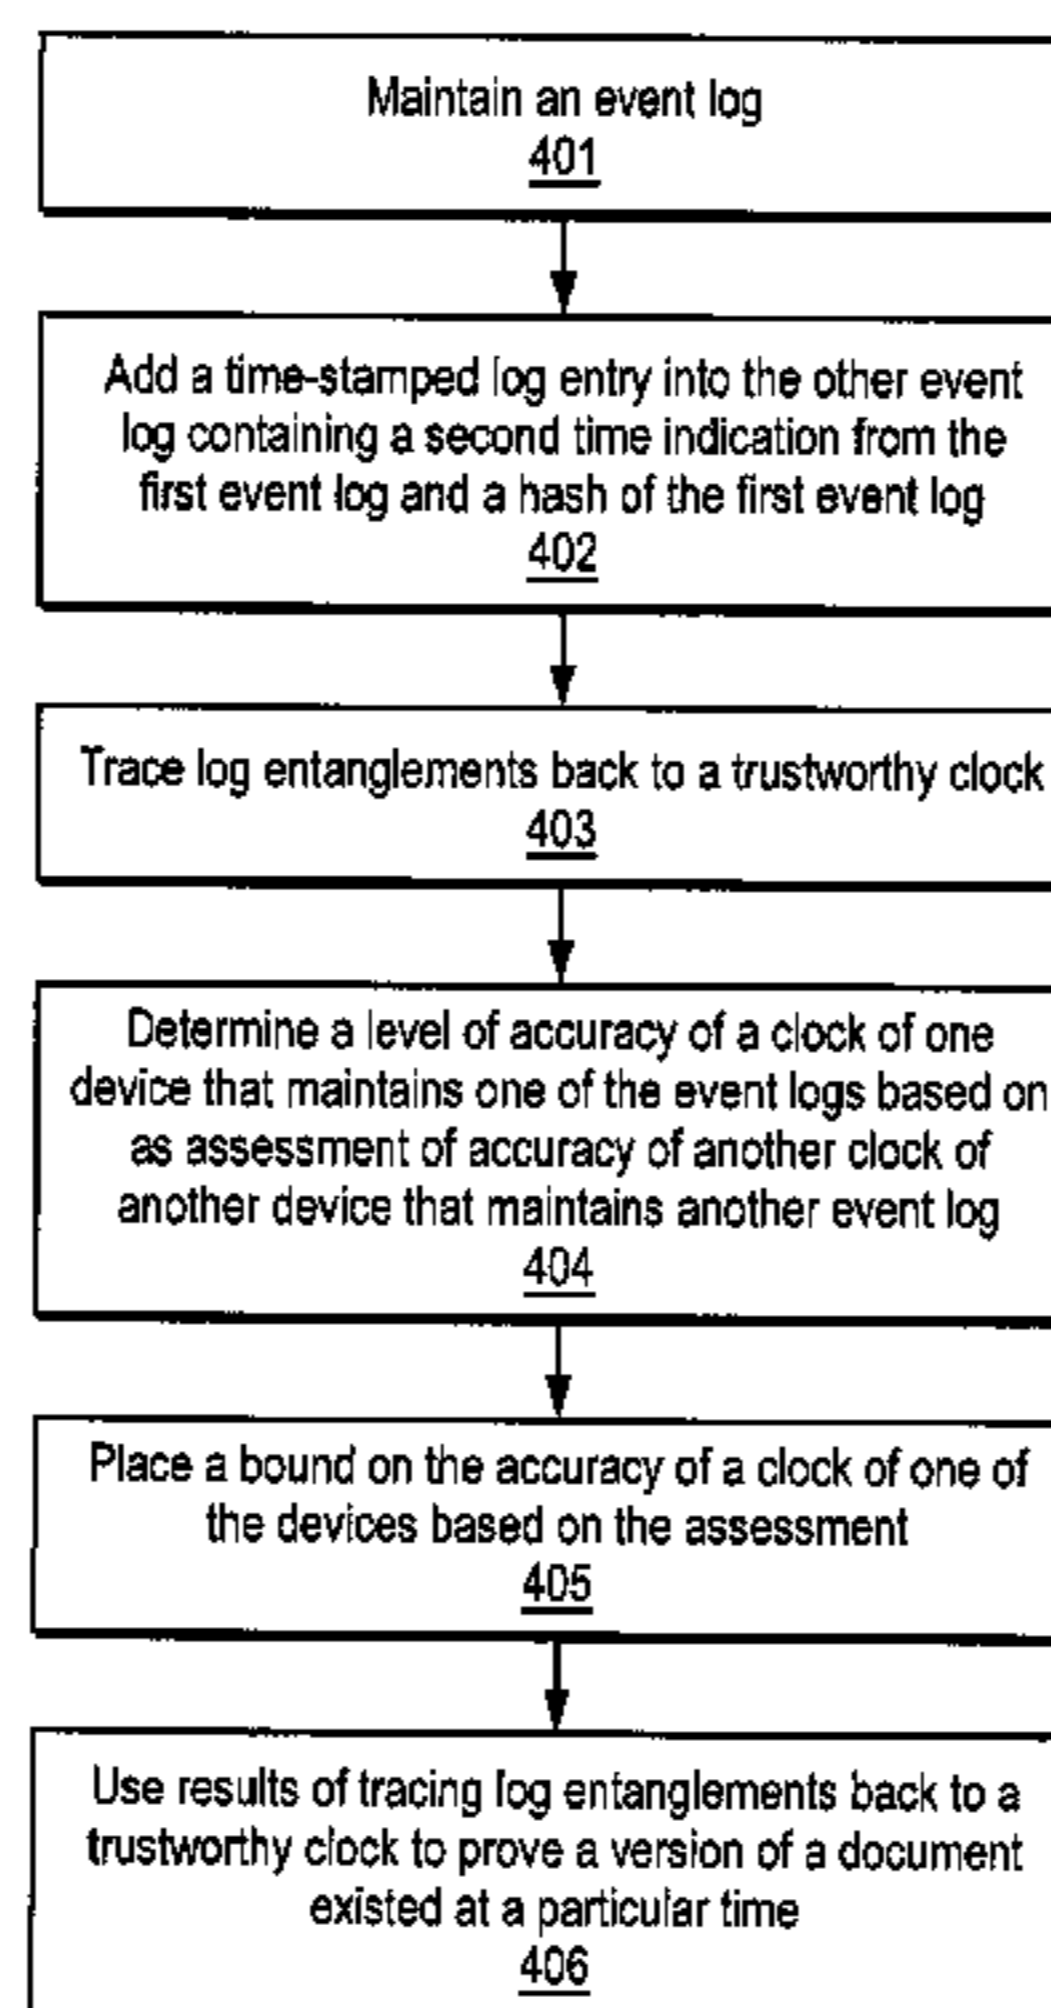 Maintain an event log
401
Add a time-stamped log entry into the other event
log containing a second time indication from the
first event log and a hash of the first event log
402
Trace log entanglements back to a trustworthy clock
403
Determine a level of accuracy of a clock of one
device that maintains one of the event logs based on
as assessment of accuracy of another clock of
another device that maintains another event log
404
Place a bound on the accuracy of a clock of one of
the devices based on the assessment
405
Use results of tracing log entanglements back to a
trustworthy clock to prove a version of a document
existed at a particular time
406